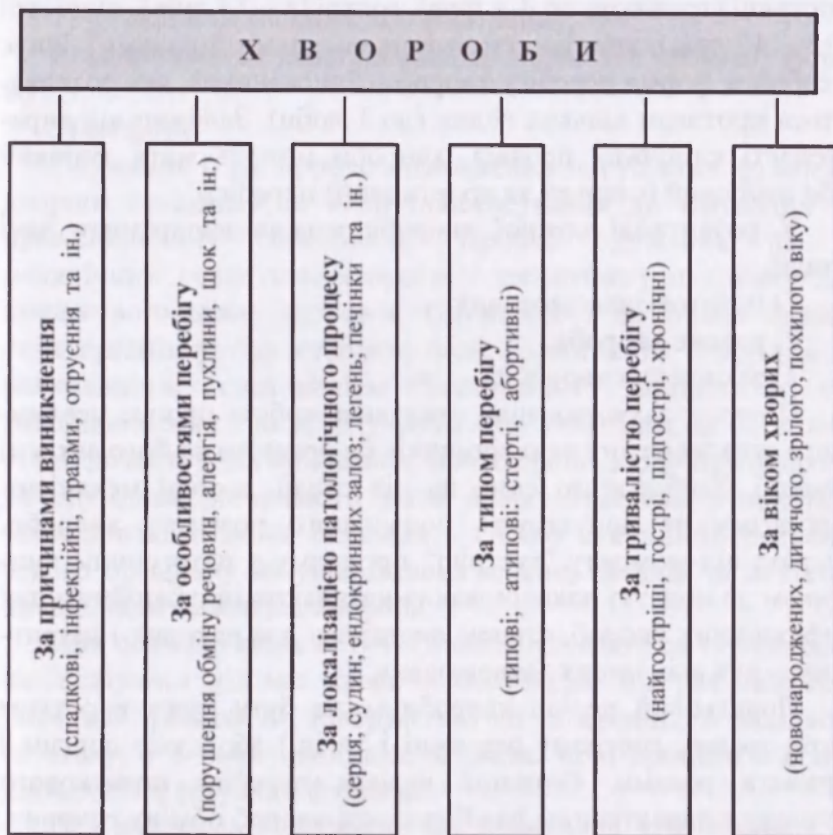 ХВОРОБИ
За причинами виникнення
(спадкові, інфекційні, травми, отруєння та ін.)
За особливостями перебігу
(порушення обміну речовин, алергія, пухлини, шок та ін.)
За локалізацією патологічного процесу
(серця; судин; ендокринних залоз; легень; печінки та ін.)
За типом перебігу
(типові; атипові; стерті, абортивні)
За тривалістю перебігу
(найгостріші, гострі, підгострі, хронічні)
За віком хворих
(новонароджених, дитячого, зрілого, похилого віку)